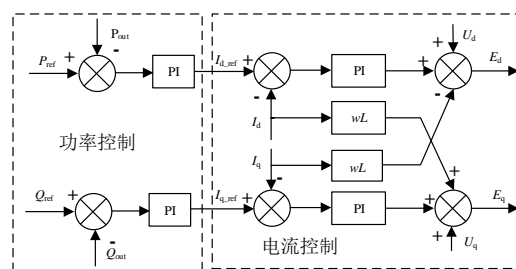 Pout
Pref + - PI Id_ref + - PI + + - Ud Ed
Id wL
功率控制
Iq wL
Qref + - PI Iq_ref + - PI + + + Eq
Qout 电流控制 Uq